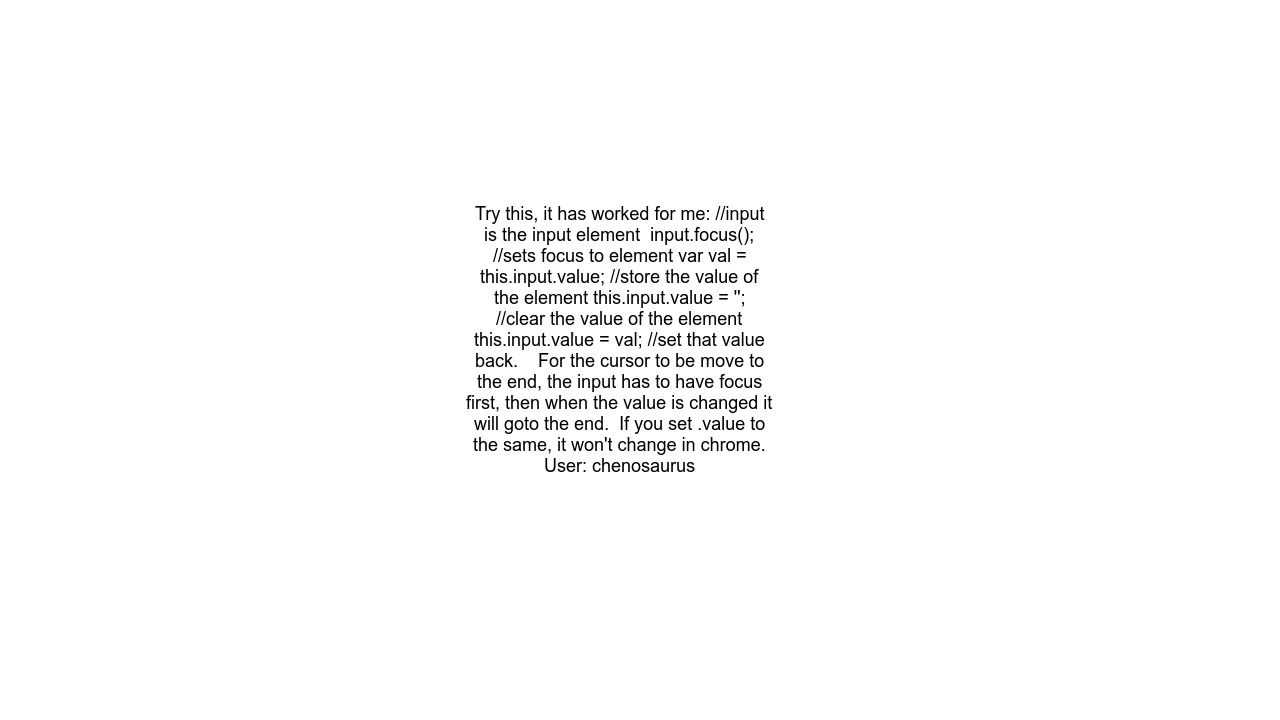 Try this, it has worked for me: //input
is the input element  input.focus();
//sets focus to element var val =
this.input.value; //store the value of
the element this.input.value = '';
//clear the value of the element
this.input.value = val; //set that value
back.    For the cursor to be move to
the end, the input has to have focus
first, then when the value is changed it
will goto the end.  If you set .value to
the same, it won't change in chrome.
User: chenosaurus